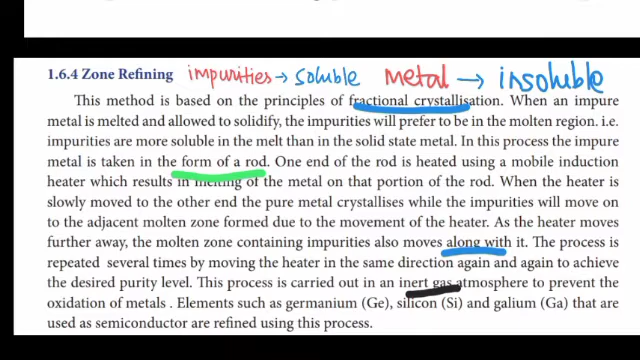 1.6.4 Zone Refining impurities → soluble metal → insoluble
This method is based on the principles of fractional crystallisation. When an impure
metal is melted and allowed to solidify, the impurities will prefer to be in the molten region. i.e.
impurities are more soluble in the melt than in the solid state metal. In this process the impure
metal is taken in the form of a rod. One end of the rod is heated using a mobile induction
heater which results in melting of the metal on that portion of the rod. When the heater is
slowly moved to the other end the pure metal crystallises while the impurities will move on
to the adjacent molten zone formed due to the movement of the heater. As the heater moves
further away, the molten zone containing impurities also moves along with it. The process is
repeated several times by moving the heater in the same direction again and again to achieve
the desired purity level. This process is carried out in an inert gas atmosphere to prevent the
oxidation of metals . Elements such as germanium (Ge), silicon (Si) and galium (Ga) that are
used as semiconductor are refined using this process.